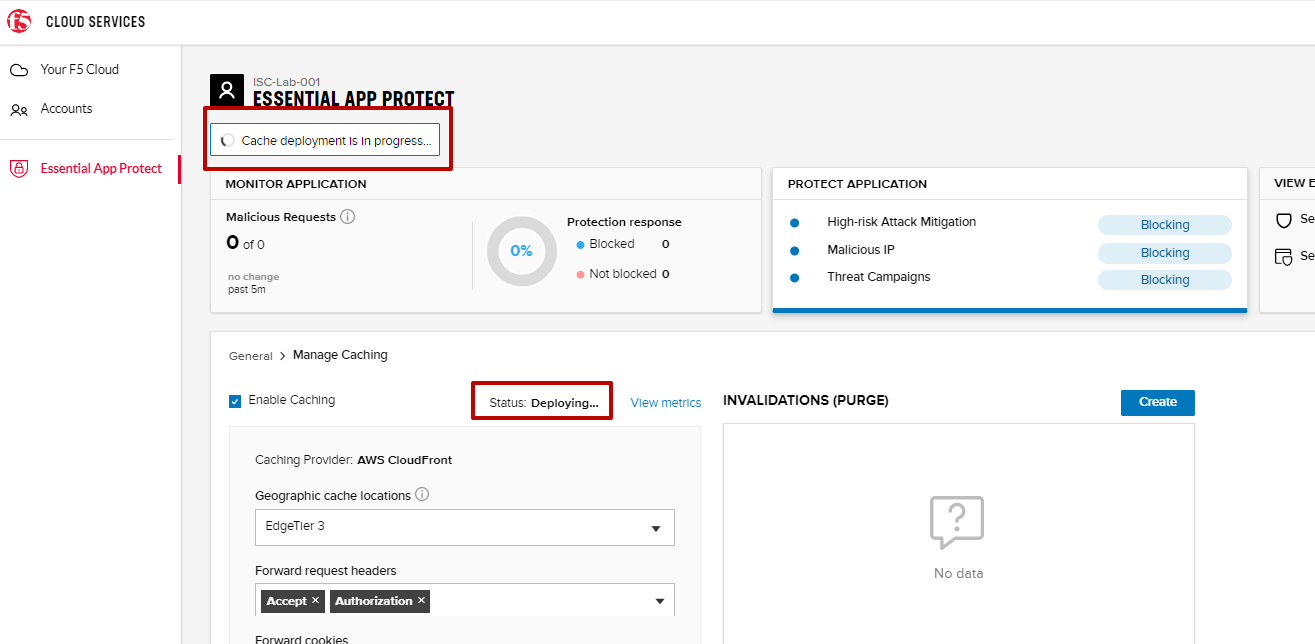 f5 CLOUD SERVICES
Your F5 Cloud
Accounts
Essential App Protect
ISC-Lab-001
ESSENTIAL APP PROTECT
Cache deployment is in progress...
MONITOR APPLICATION
Malicious Requests
0 of 0
no change
past 5m
0%
Protection response
Blocked 0
Not blocked 0
PROTECT APPLICATION
High-risk Attack Mitigation Blocking
Malicious IP Blocking
Threat Campaigns Blocking
VIEW E
Se
Se
General > Manage Caching
Enable Caching
Status: Deploying...
View metrics
Caching Provider: AWS CloudFront
Geographic cache locations
EdgeTier 3
Forward request headers
Accept × Authorization ×
Forward cookies
INVALIDATIONS (PURGE)
Create
?
No data